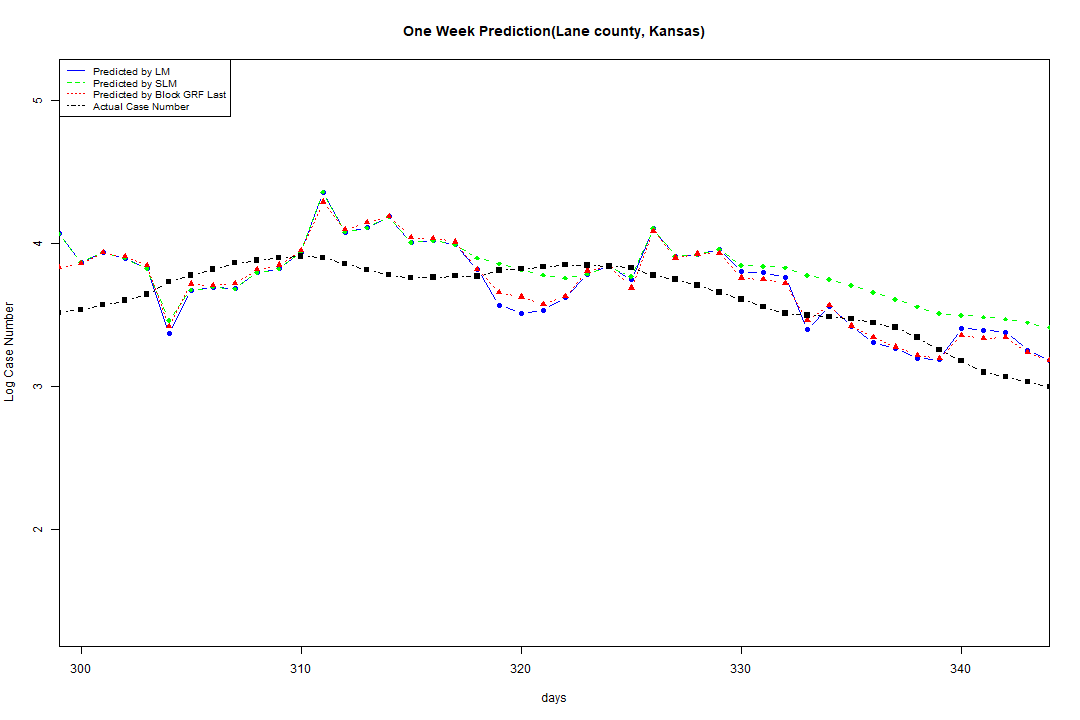 One Week Prediction(Lane county, Kansas)
Predicted by LM
Predicted by SLM
Predicted by Block GRF Last
Actual Case Number
5
4
3
2
Log Case Number
300 310 320 330 340
days